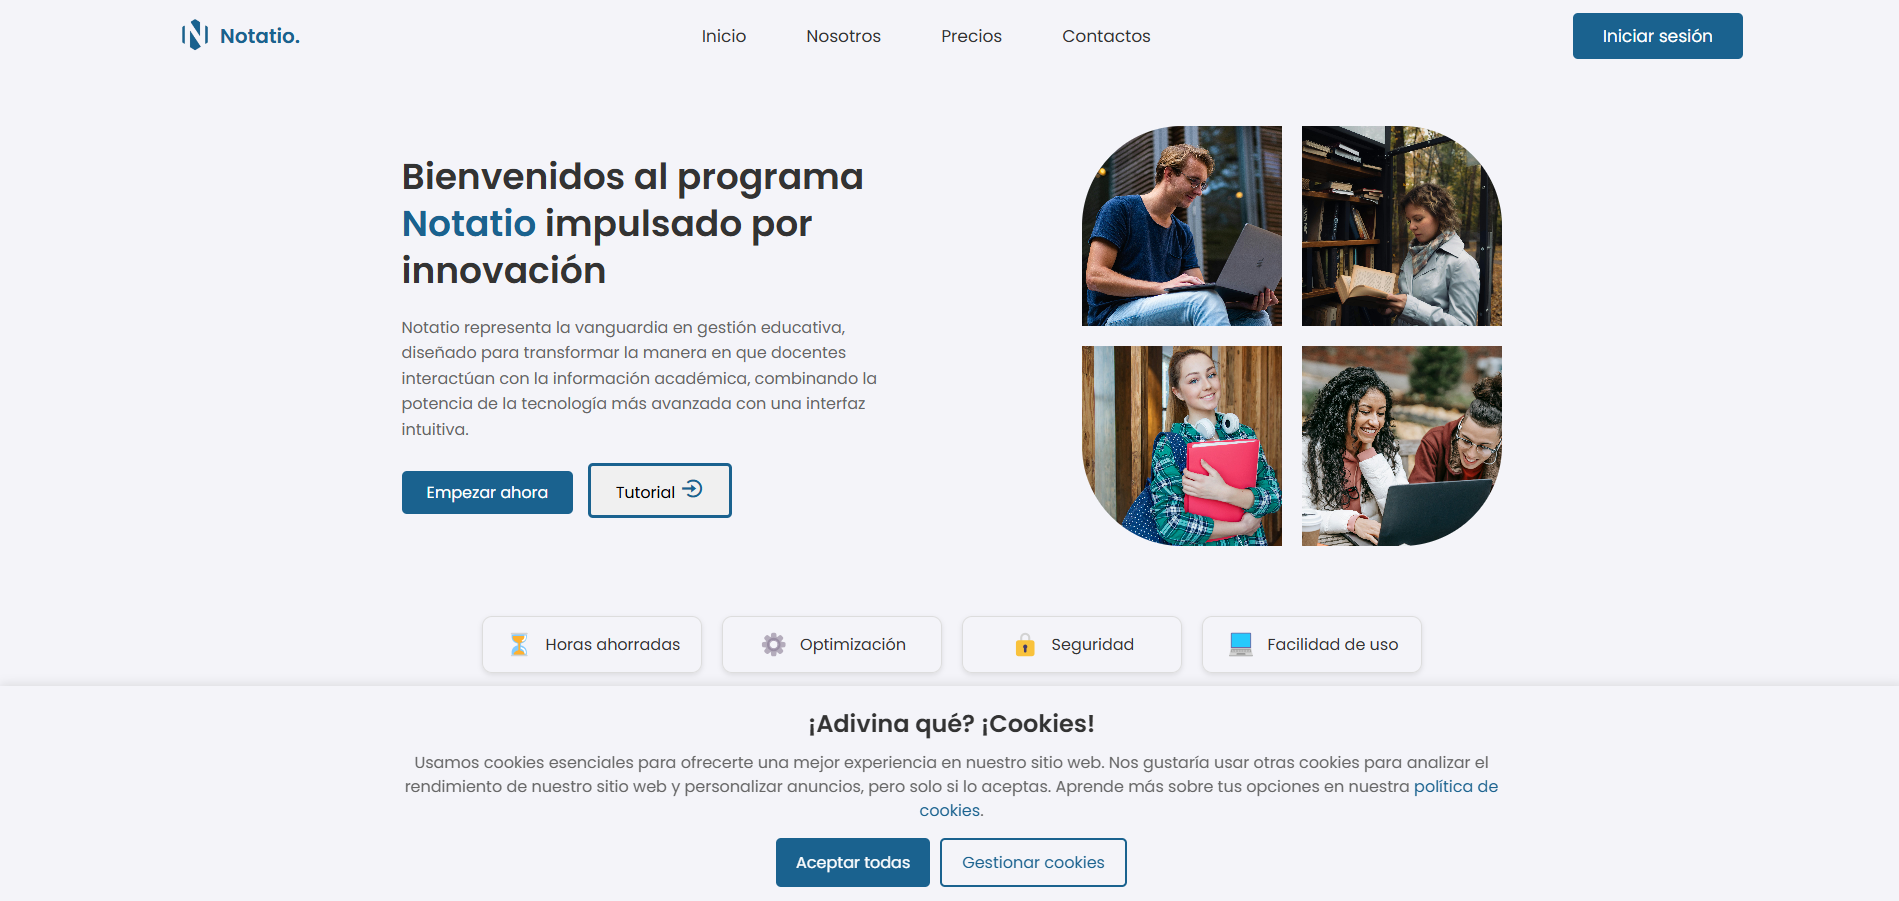 Notatio.
Inicio
Nosotros
Precios
Contactos
Iniciar sesión
Bienvenidos al programa
Notatio impulsado por
innovación
Notatio representa la vanguardia en gestión educativa,
diseñado para transformar la manera en que docentes
interactúan con la información académica, combinando la
potencia de la tecnología más avanzada con una interfaz
intuitiva.
Empezar ahora
Tutorial
Horas ahorradas
Optimización
Seguridad
Facilidad de uso
¡Adivina qué? ¡Cookies!
Usamos cookies esenciales para ofrecerte una mejor experiencia en nuestro sitio web. Nos gustaría usar otras cookies para analizar el
rendimiento de nuestro sitio web y personalizar anuncios, pero solo si lo aceptas. Aprende más sobre tus opciones en nuestra política de
cookies.
Aceptar todas
Gestionar cookies